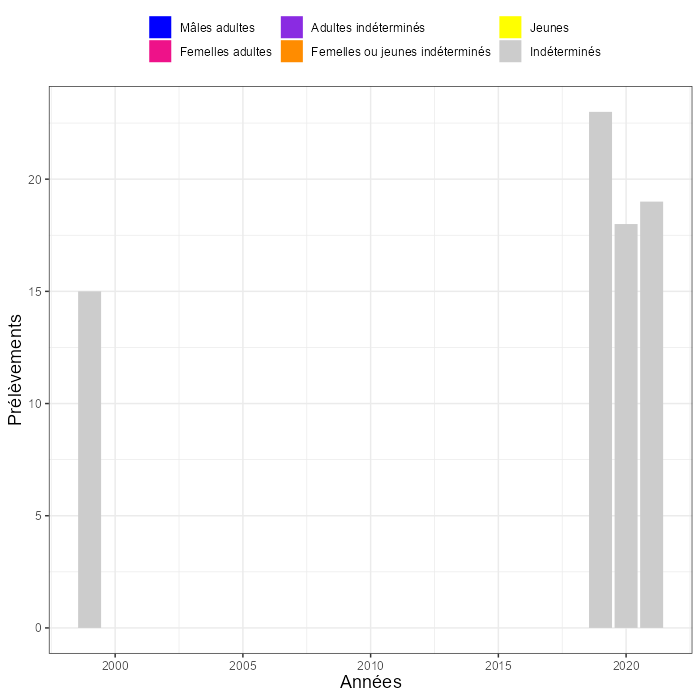 Mâles adultes
Adultes indéterminés
Jeunes
Femelles adultes
Femelles ou jeunes indéterminés
Indéterminés
20
15
10
5
0
Prélèvements
2000
2005
2010
2015
2020
Années